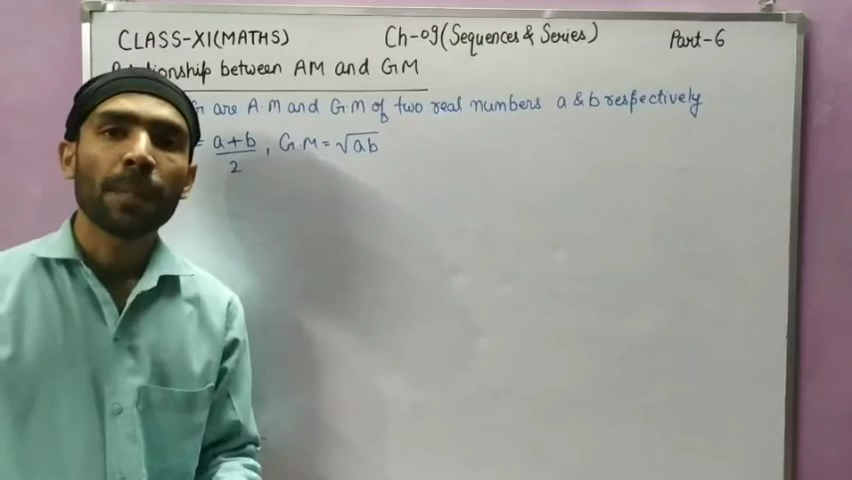 CLASS-XI(MATHS) Ch-09(Sequences & Series) Part-6
between AM and GM
G are A.M and G.M of two real numbers a & b respectively
= a+b/2, G.M = √ab